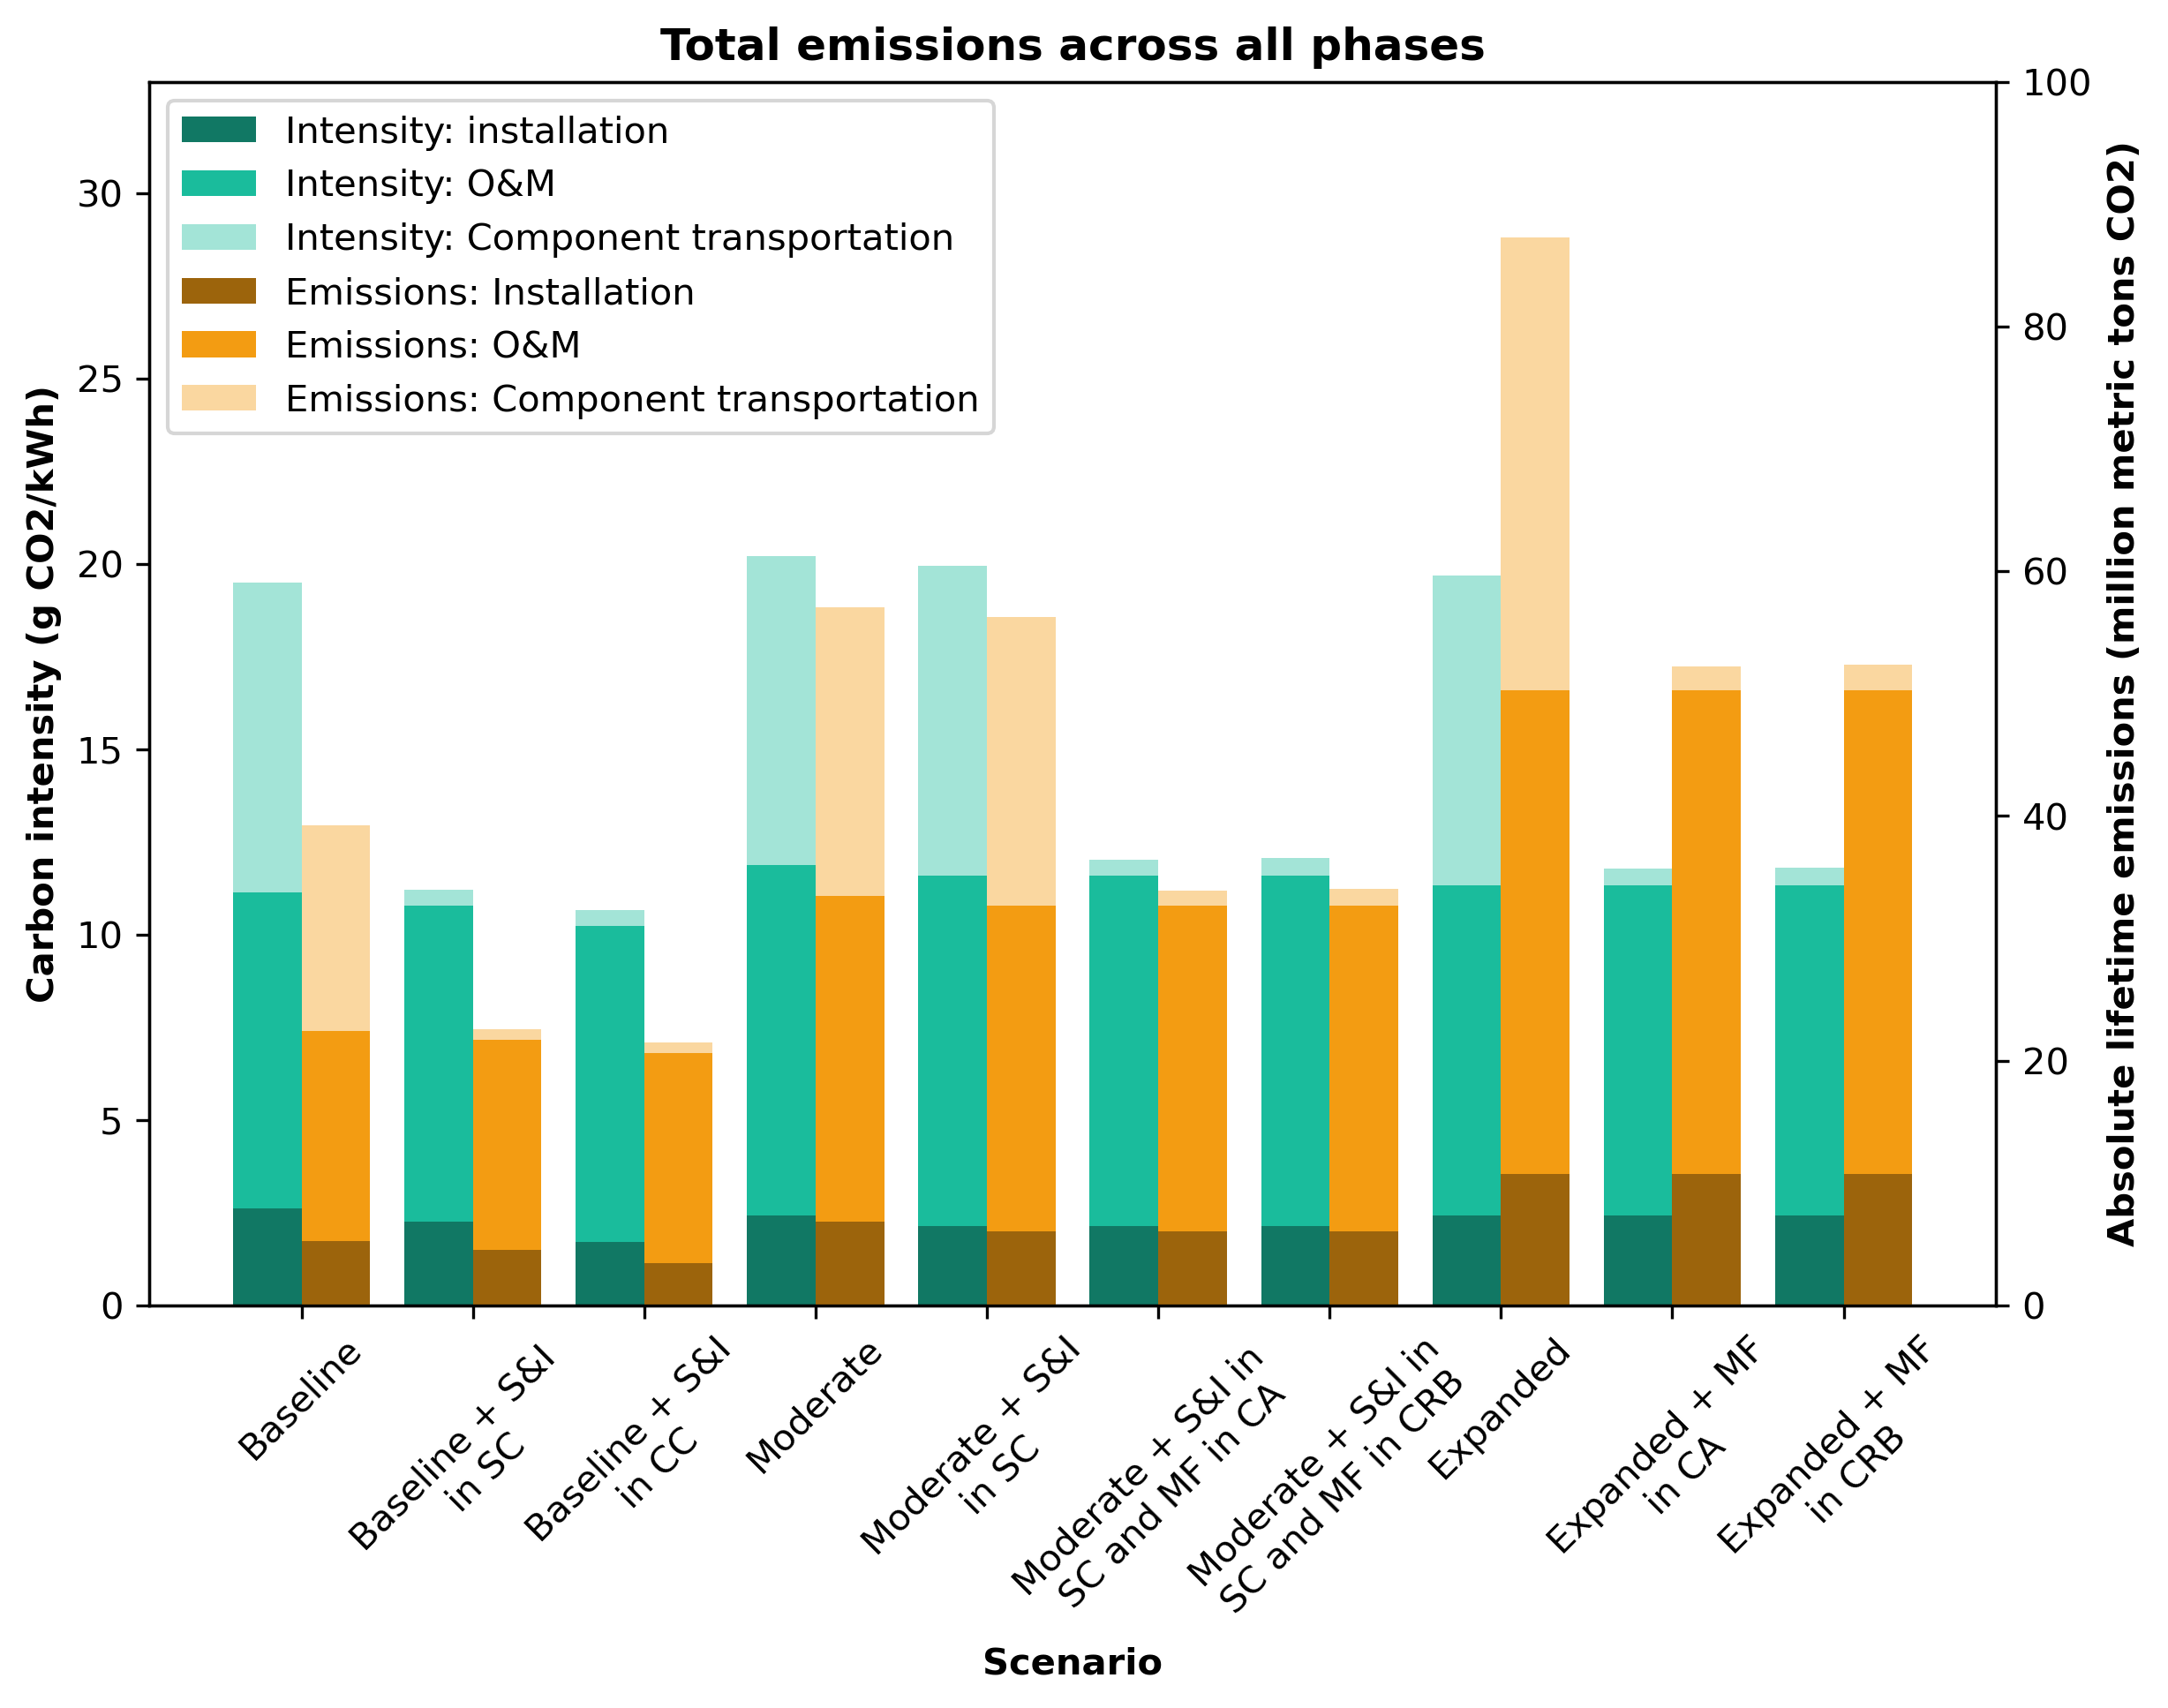 Total emissions across all phases
Intensity: installation
Intensity: O&M
Intensity: Component transportation
Emissions: Installation
Emissions: O&M
Emissions: Component transportation
Carbon intensity (g CO2/kWh)
30
25
20
15
10
5
0
Absolute lifetime emissions (million metric tons CO2)
100
80
60
40
20
0
Baseline
Baseline + S&I
in SC
Baseline + S&I
in CC
Moderate
Moderate + S&I
in SC
Moderate + S&I in
SC and MF in CA
Moderate + S&I in
SC and MF in CRB
Expanded
Expanded + MF
in CA
Expanded + MF
in CRB
Scenario